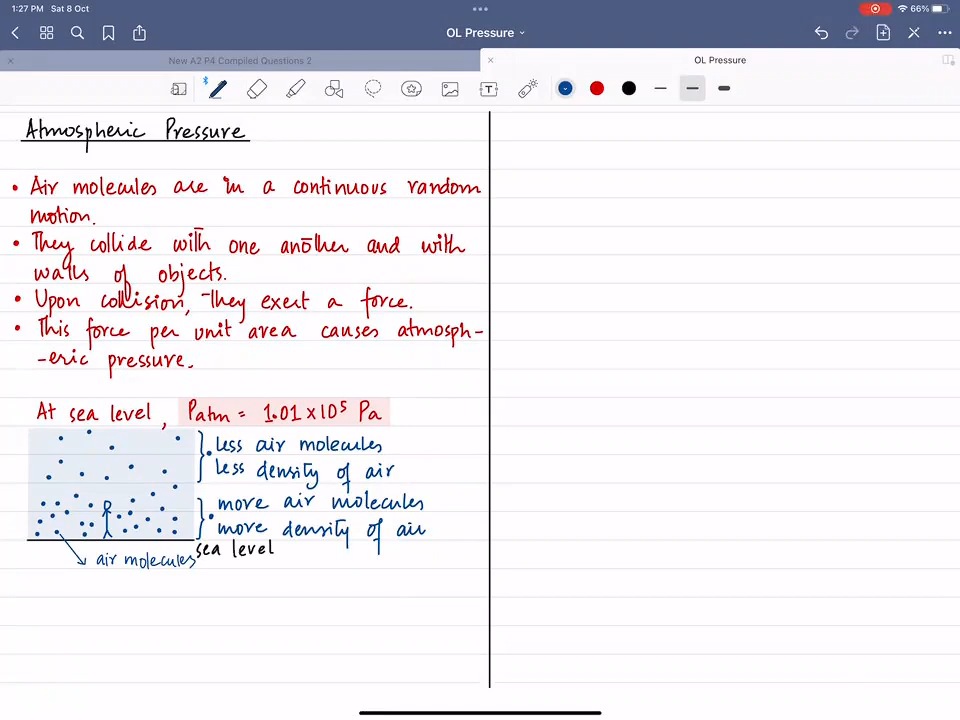 1:27 PM Sat 8 Oct
66%
OL Pressure
New A2 P4 Compiled Questions 2
OL Pressure
Atmospheric Pressure
• Air molecules are in a continuous random
motion.
• They collide with one another and with
walls of objects.
• Upon collision, They exert a force.
• This force per unit area causes atmosph-
-eric pressure.
At sea level, Patm = 1.01 × 10⁵ Pa
• less air molecules
less density of air
• more air molecules
more density of air
sea level
air molecules